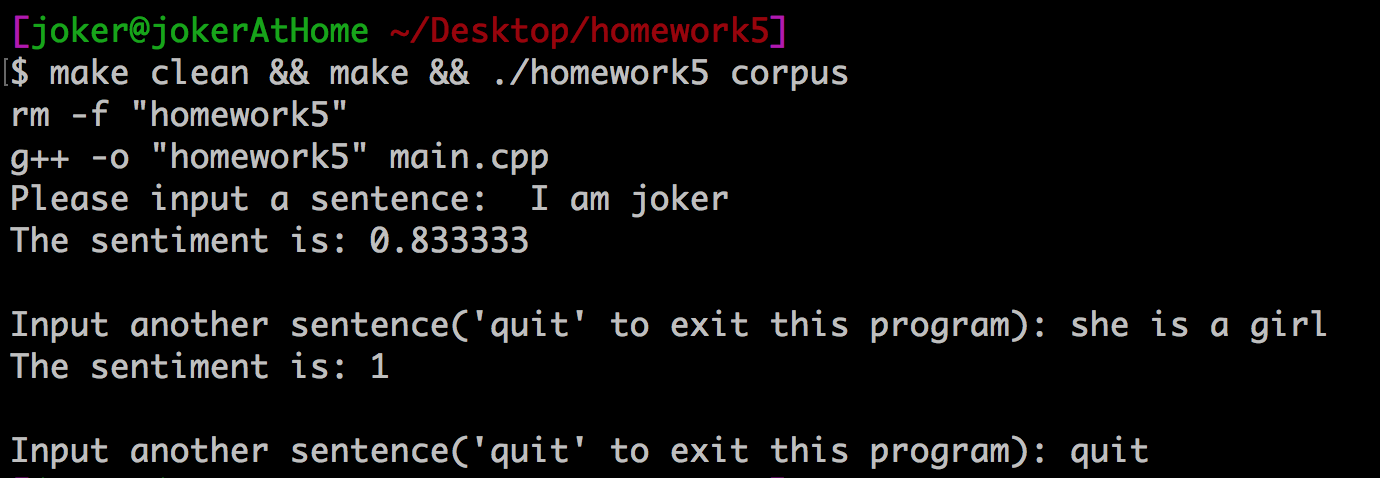 [joker@jokerAtHome ~/Desktop/homework5]
[$ make clean && make && ./homework5 corpus
rm -f "homework5"
g++ -o "homework5" main.cpp
Please input a sentence:  I am joker
The sentiment is: 0.833333
Input another sentence('quit' to exit this program): she is a girl
The sentiment is: 1
Input another sentence('quit' to exit this program): quit